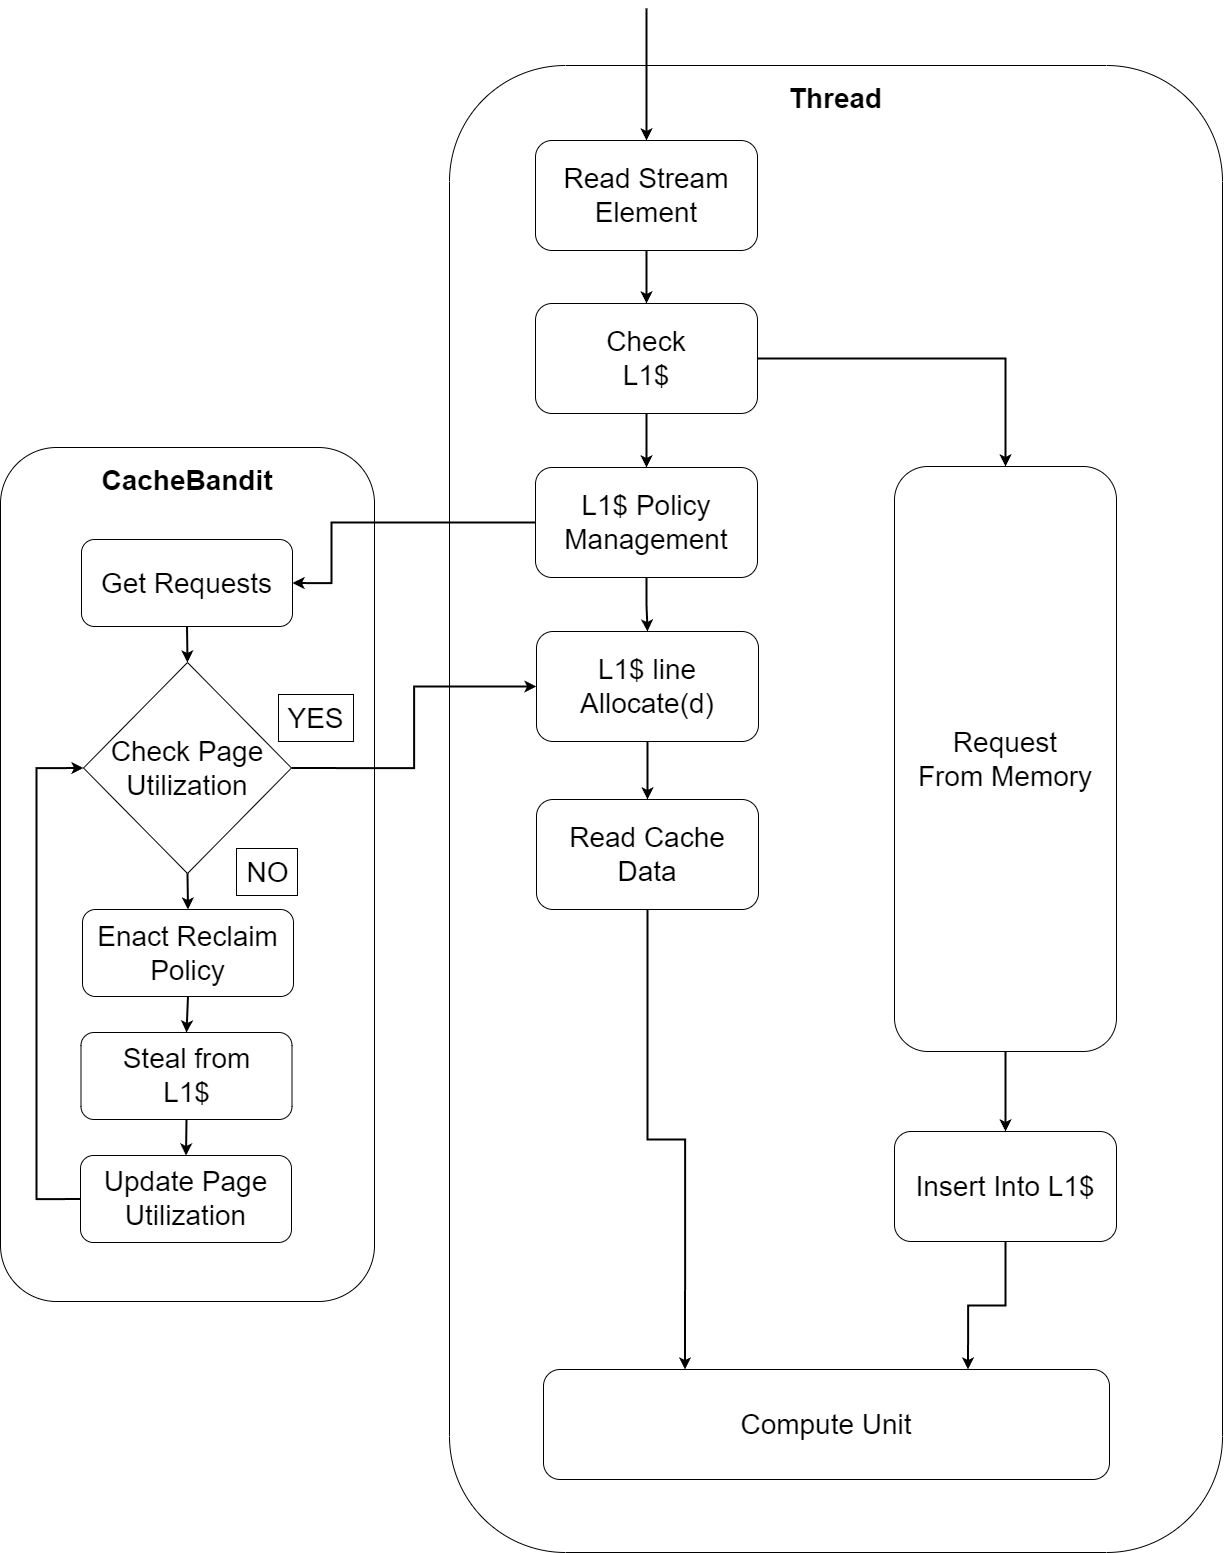 Thread
Read Stream
Element
Check
L1$
L1$ Policy
Management
L1$ line
Allocate(d)
Read Cache
Data
Request
From Memory
Insert Into L1$
Compute Unit
CacheBandit
Get Requests
Check Page
Utilization
YES
NO
Enact Reclaim
Policy
Steal from
L1$
Update Page
Utilization